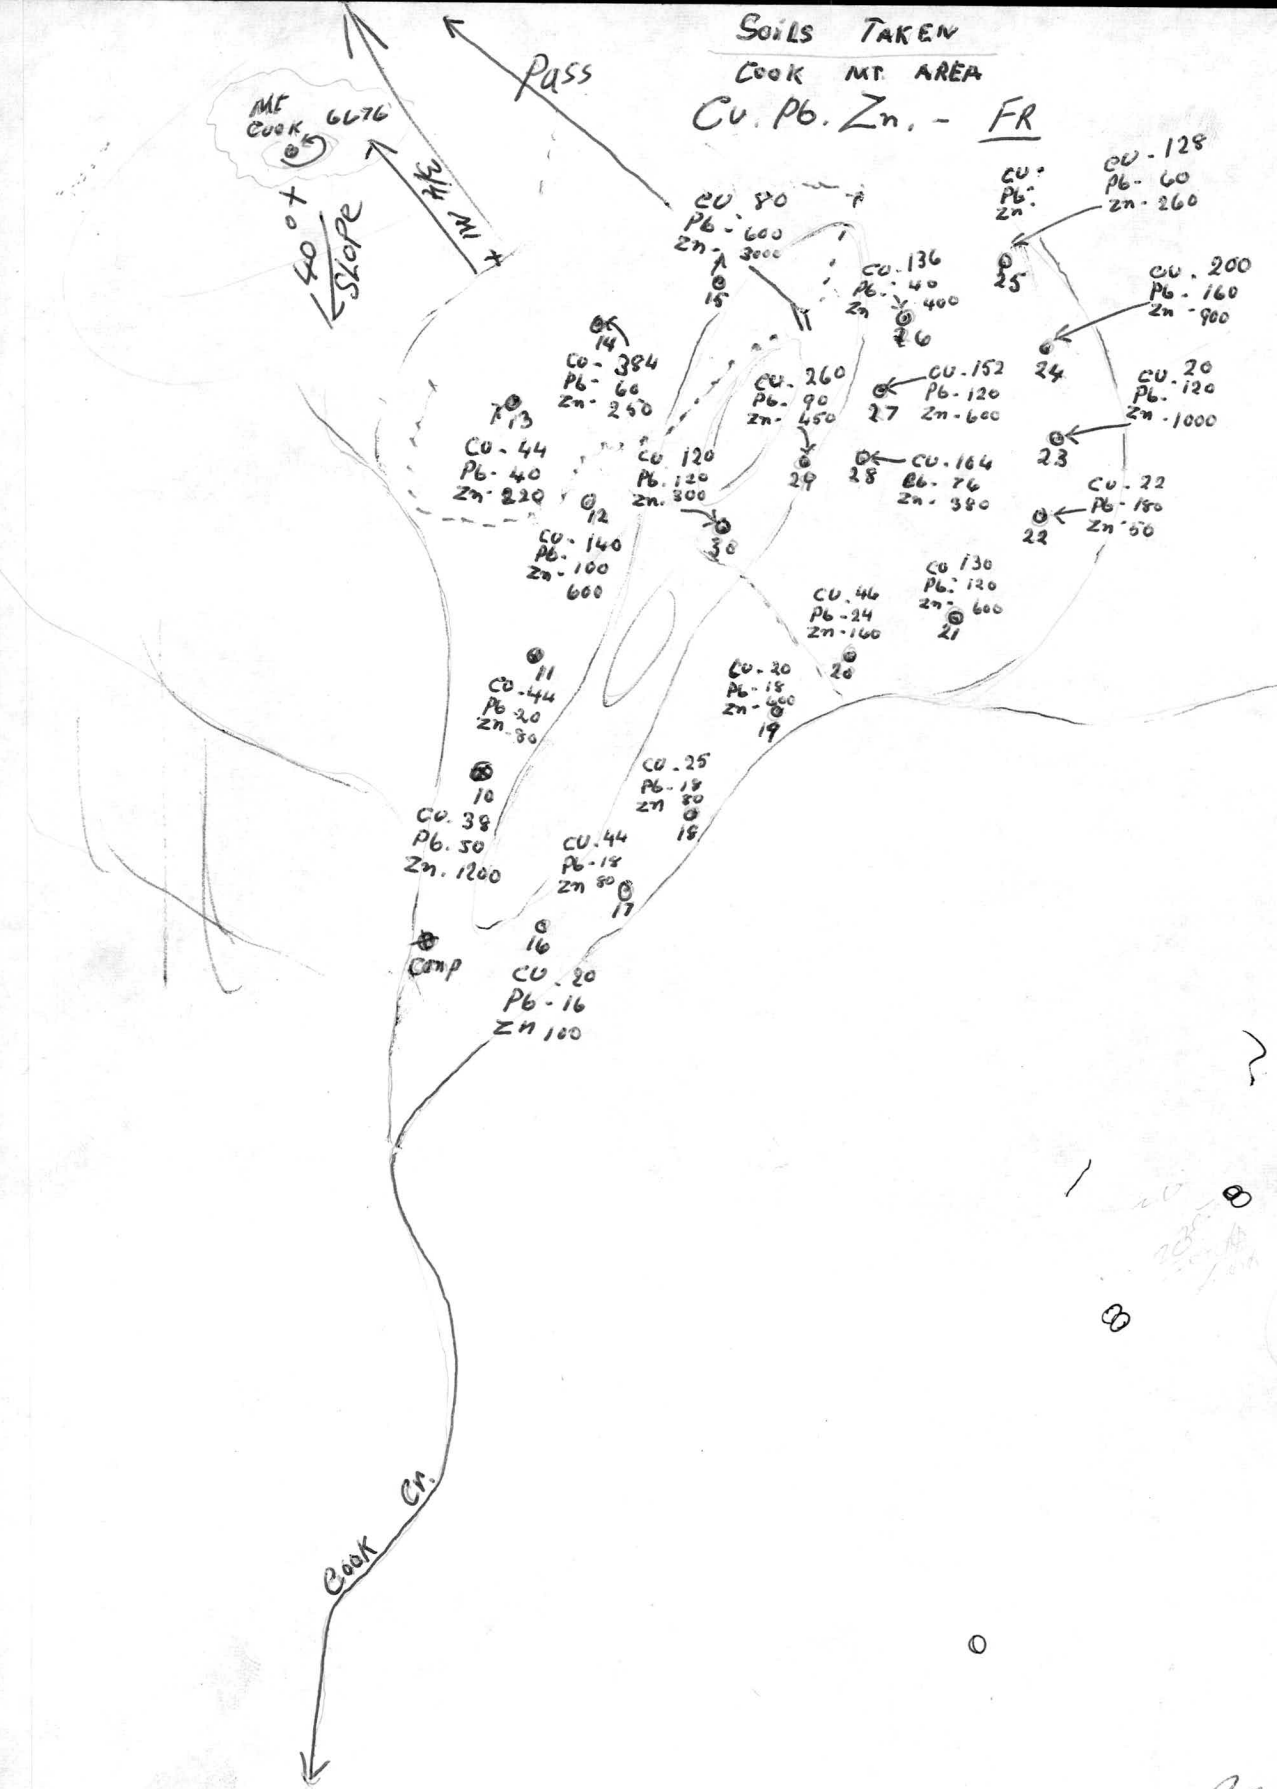 Soils TAKEN
COOK MT. AREA
Cu. Pb. Zn. - FR
Pass
Mt
COOK
6676
3/4 MI
40° SLOPE
CU:
Pb:
Zn:
CU - 128
Pb - 60
Zn - 260
25
CU 80
Pb - 600
Zn - 3000
15
CU. 136
Pb - 40
Zn 400
26
CU. 200
Pb - 160
Zn - 900
24
14
CU - 384
Pb - 60
Zn - 250
CU. 260
Pb - 90
Zn - 450
29
CU. 152
Pb - 120
Zn - 600
27
CU. 20
Pb. 120
Zn - 1000
23
13
CU - 44
Pb - 40
Zn - 220
CU 120
Pb. 120
Zn. 300
30
CU - 164
Pb - 76
Zn - 380
28
CU - 22
Pb - 180
Zn - 50
22
12
CU - 140
Pb -
Zn - 100
600
CU 130
Pb: 120
Zn - 600
21
CU. 46
Pb - 24
Zn - 160
20
11
CU - 44
Pb 20
Zn - 80
CU - 20
Pb - 18
Zn - 600
19
10
CU. 38
Pb. 50
Zn. 1200
CU - 25
Pb - 18
Zn 80
18
CU. 44
Pb - 18
Zn 80
17
Camp
16
CU - 20
Pb - 16
Zn 100
Cook Cr.